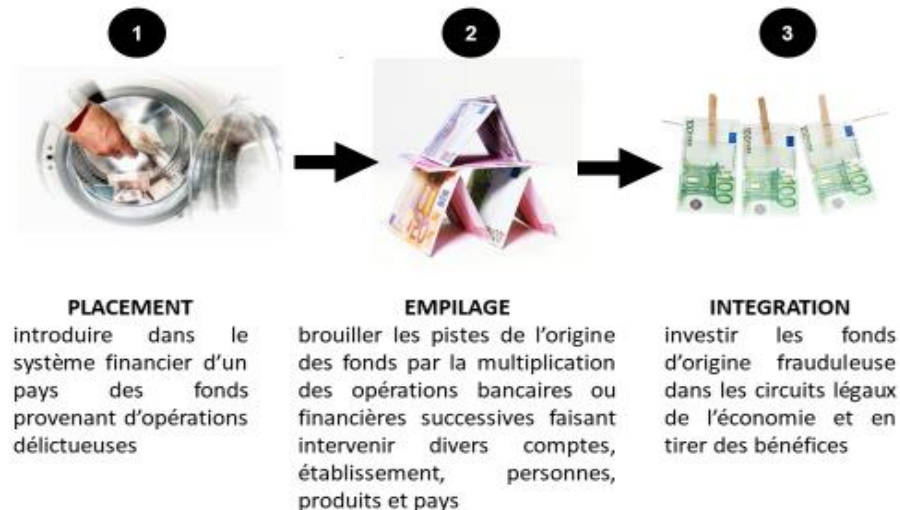 1
2
3
PLACEMENT
introduire dans le
système financier d'un
pays des fonds
provenant d'opérations
délictueuses
EMPILAGE
brouiller les pistes de l'origine
des fonds par la multiplication
des opérations bancaires ou
financières successives faisant
intervenir divers comptes,
établissement, personnes,
produits et pays
INTEGRATION
investir les fonds
d'origine frauduleuse
dans les circuits légaux
de l'économie et en
tirer des bénéfices
100
100
100